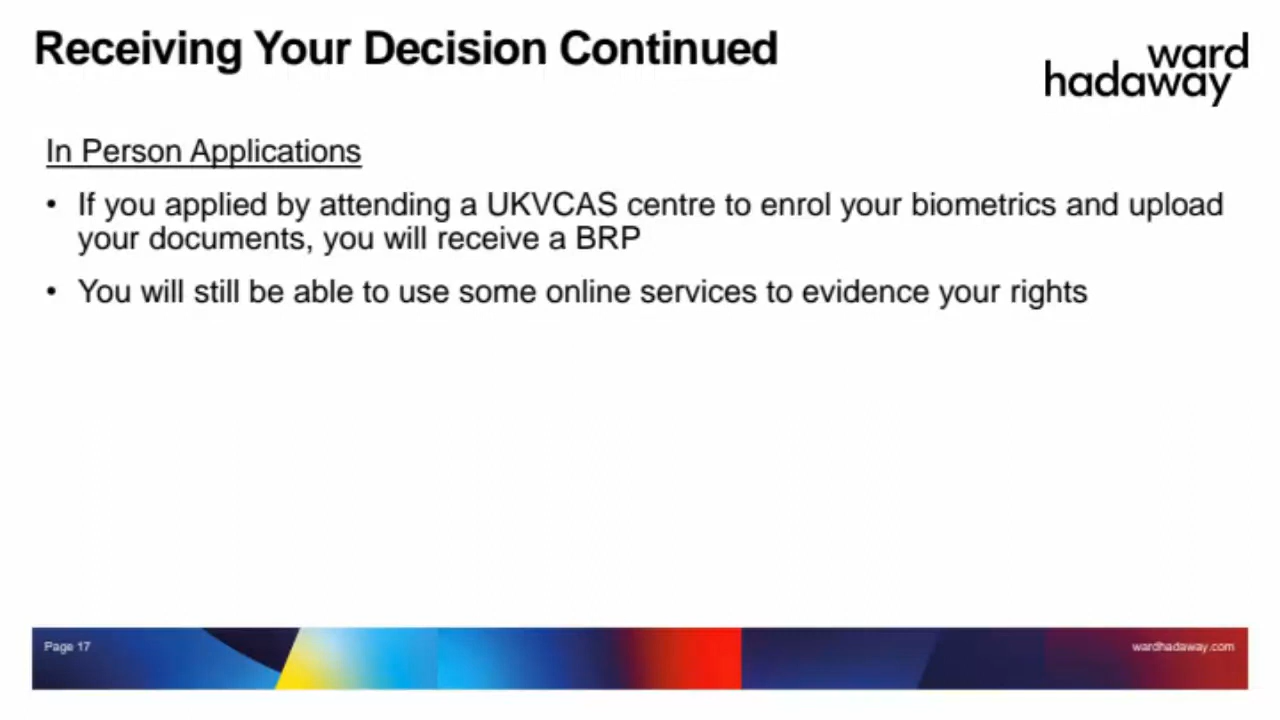 Receiving Your Decision Continued
ward
hadaway
In Person Applications
• If you applied by attending a UKVCAS centre to enrol your biometrics and upload
your documents, you will receive a BRP
• You will still be able to use some online services to evidence your rights
Page 17
wardhadaway.com